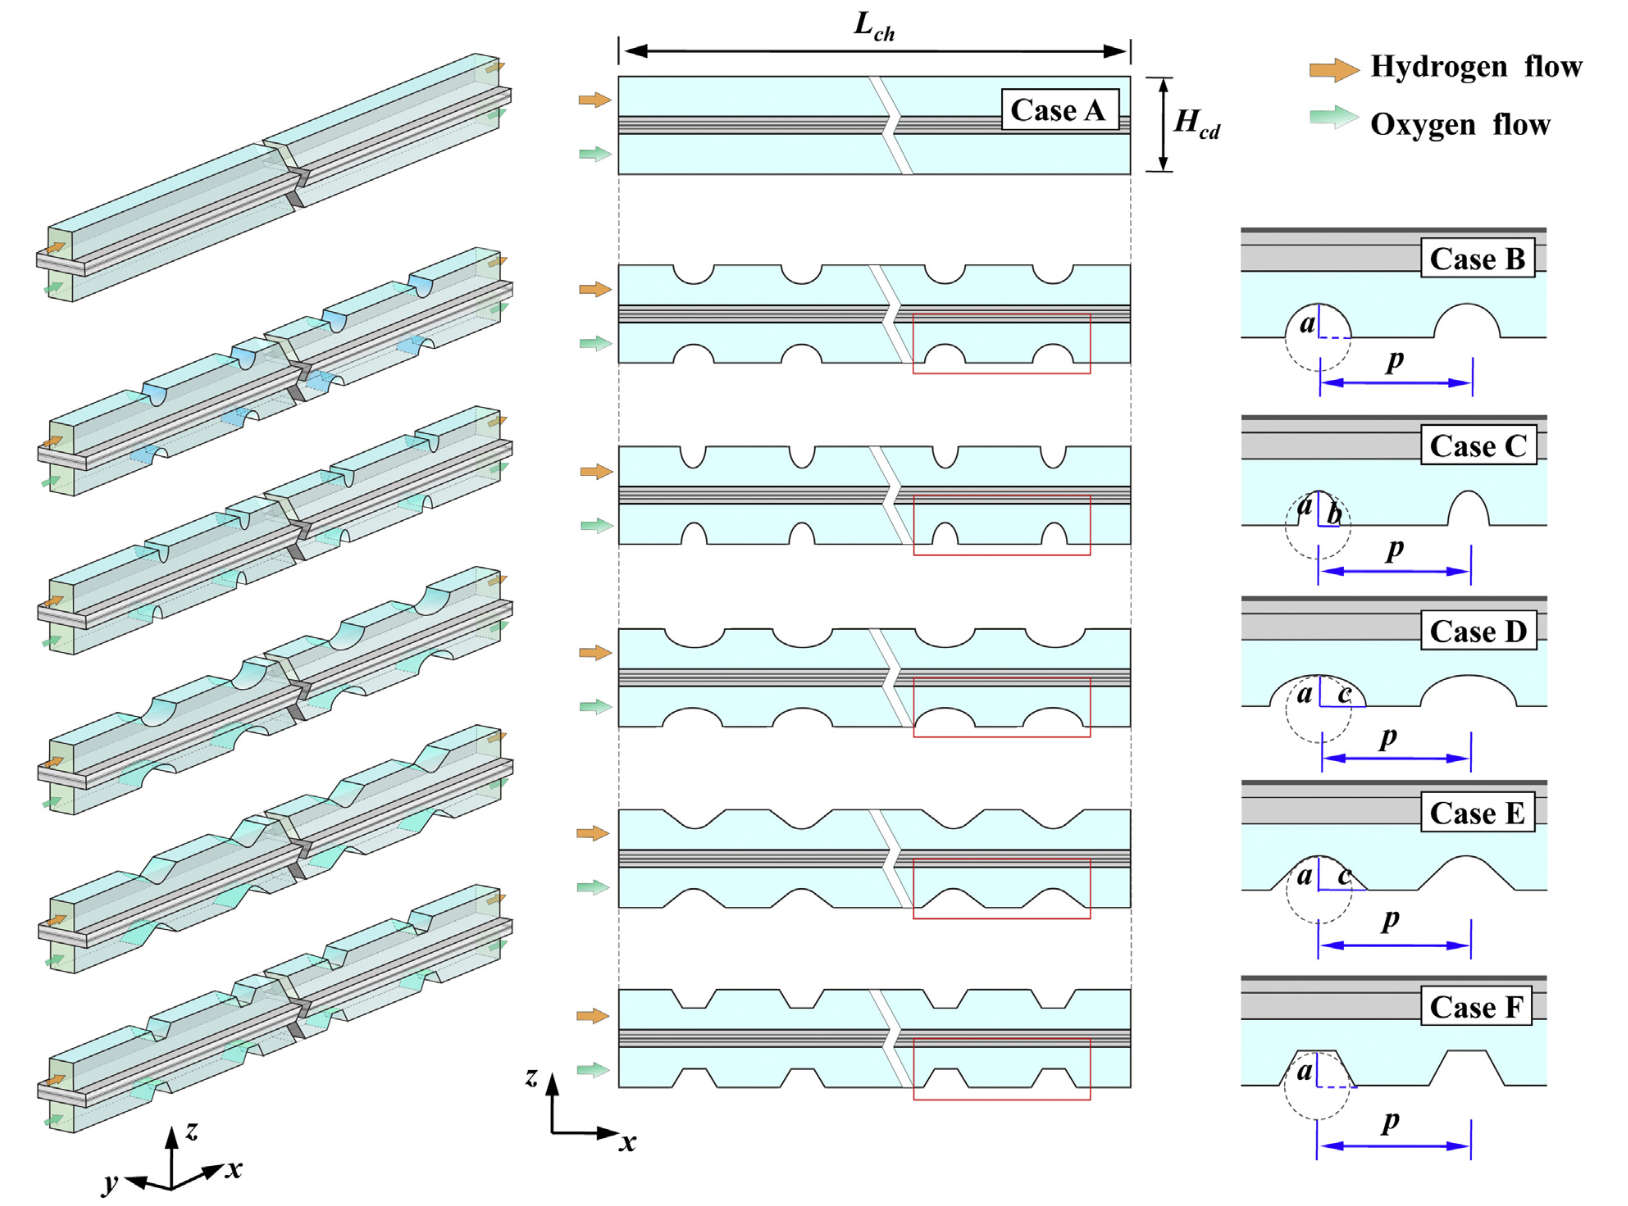 L_ch
Hydrogen flow
Oxygen flow
Case A
H_cd
Case B
a
p
Case C
a
b
p
Case D
a
c
p
Case E
a
c
p
Case F
a
p
z
x
z
y
x